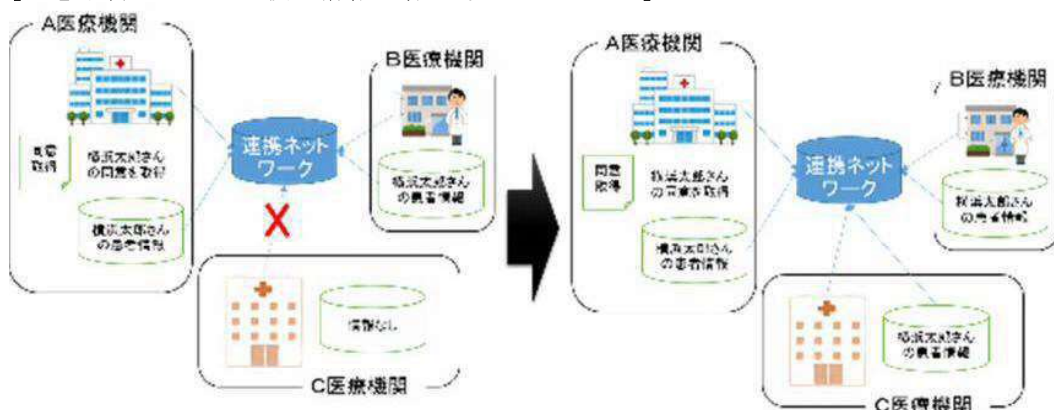 A医療機関
同意
取得
横浜太郎さん
の同意を取得
横浜太郎さん
の患者情報
連携ネット
ワーク
B医療機関
横浜太郎さん
の患者情報
情報なし
C医療機関
A医療機関
同意
取得
横浜太郎さん
の同意を取得
横浜太郎さん
の患者情報
連携ネット
ワーク
B医療機関
横浜太郎さん
の患者情報
横浜太郎さん
の患者情報
C医療機関